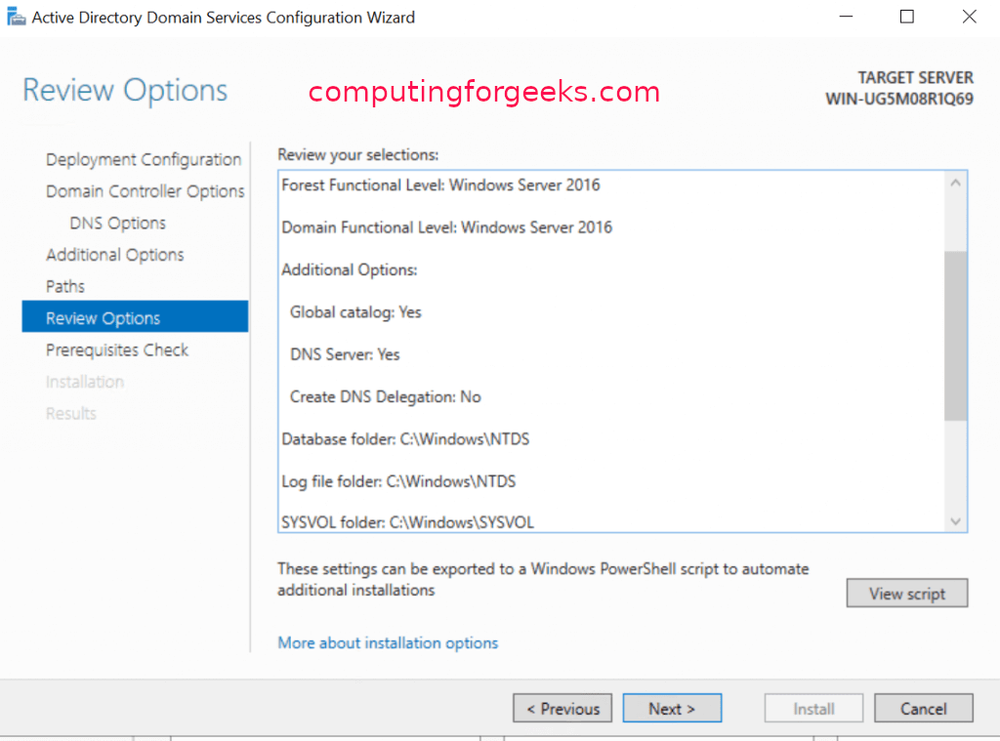 Active Directory Domain Services Configuration Wizard
Review Options
computingforgeeks.com
TARGET SERVER
WIN-UG5M08R1Q69
Deployment Configuration
Domain Controller Options
DNS Options
Additional Options
Paths
Review Options
Prerequisites Check
Installation
Results
Review your selections:
Forest Functional Level: Windows Server 2016
Domain Functional Level: Windows Server 2016
Additional Options:
Global catalog: Yes
DNS Server: Yes
Create DNS Delegation: No
Database folder: C:\Windows\NTDS
Log file folder: C:\Windows\NTDS
SYSVOL folder: C:\Windows\SYSVOL
These settings can be exported to a Windows PowerShell script to automate
additional installations
View script
More about installation options
< Previous
Next >
Install
Cancel